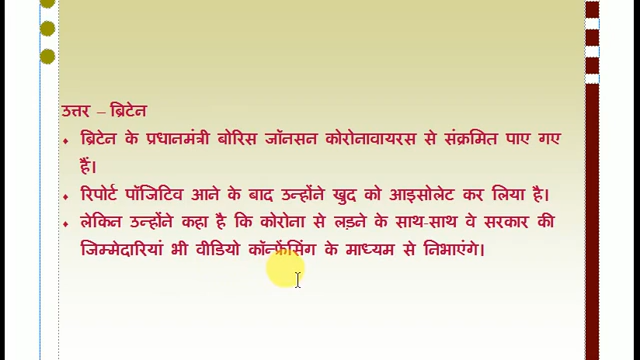 उत्तर – ब्रिटेन
⬧ ब्रिटेन के प्रधानमंत्री बोरिस जॉनसन कोरोनावायरस से संक्रमित पाए गए
हैं।
⬧ रिपोर्ट पॉजिटिव आने के बाद उन्होंने खुद को आइसोलेट कर लिया है।
⬧ लेकिन उन्होंने कहा है कि कोरोना से लड़ने के साथ-साथ वे सरकार की
जिम्मेदारियां भी वीडियो कॉन्फ्रेंसिंग के माध्यम से निभाएंगे।